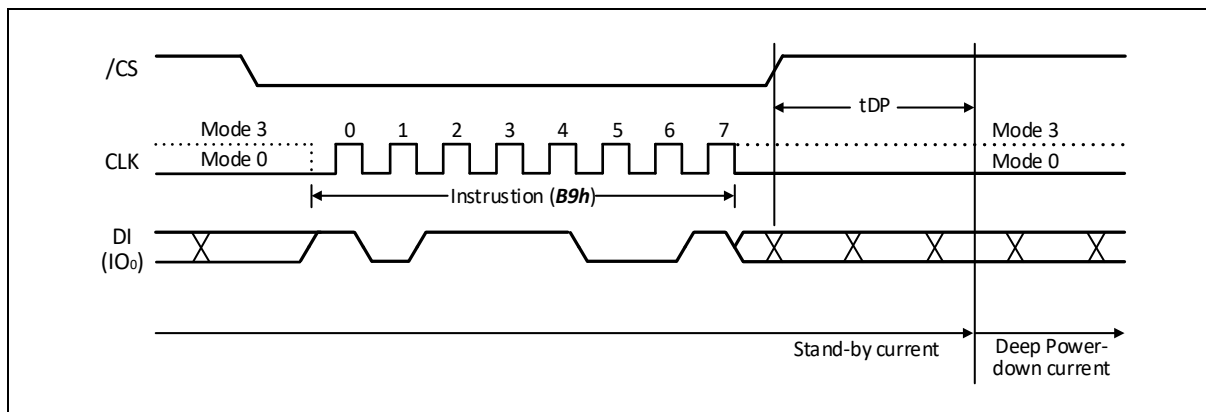 /CS
tDP
Mode 3
0 1 2 3 4 5 6 7
Mode 3
CLK
Mode 0
Mode 0
Instrustion (B9h)
DI
(IO₀)
Stand-by current
Deep Power-
down current